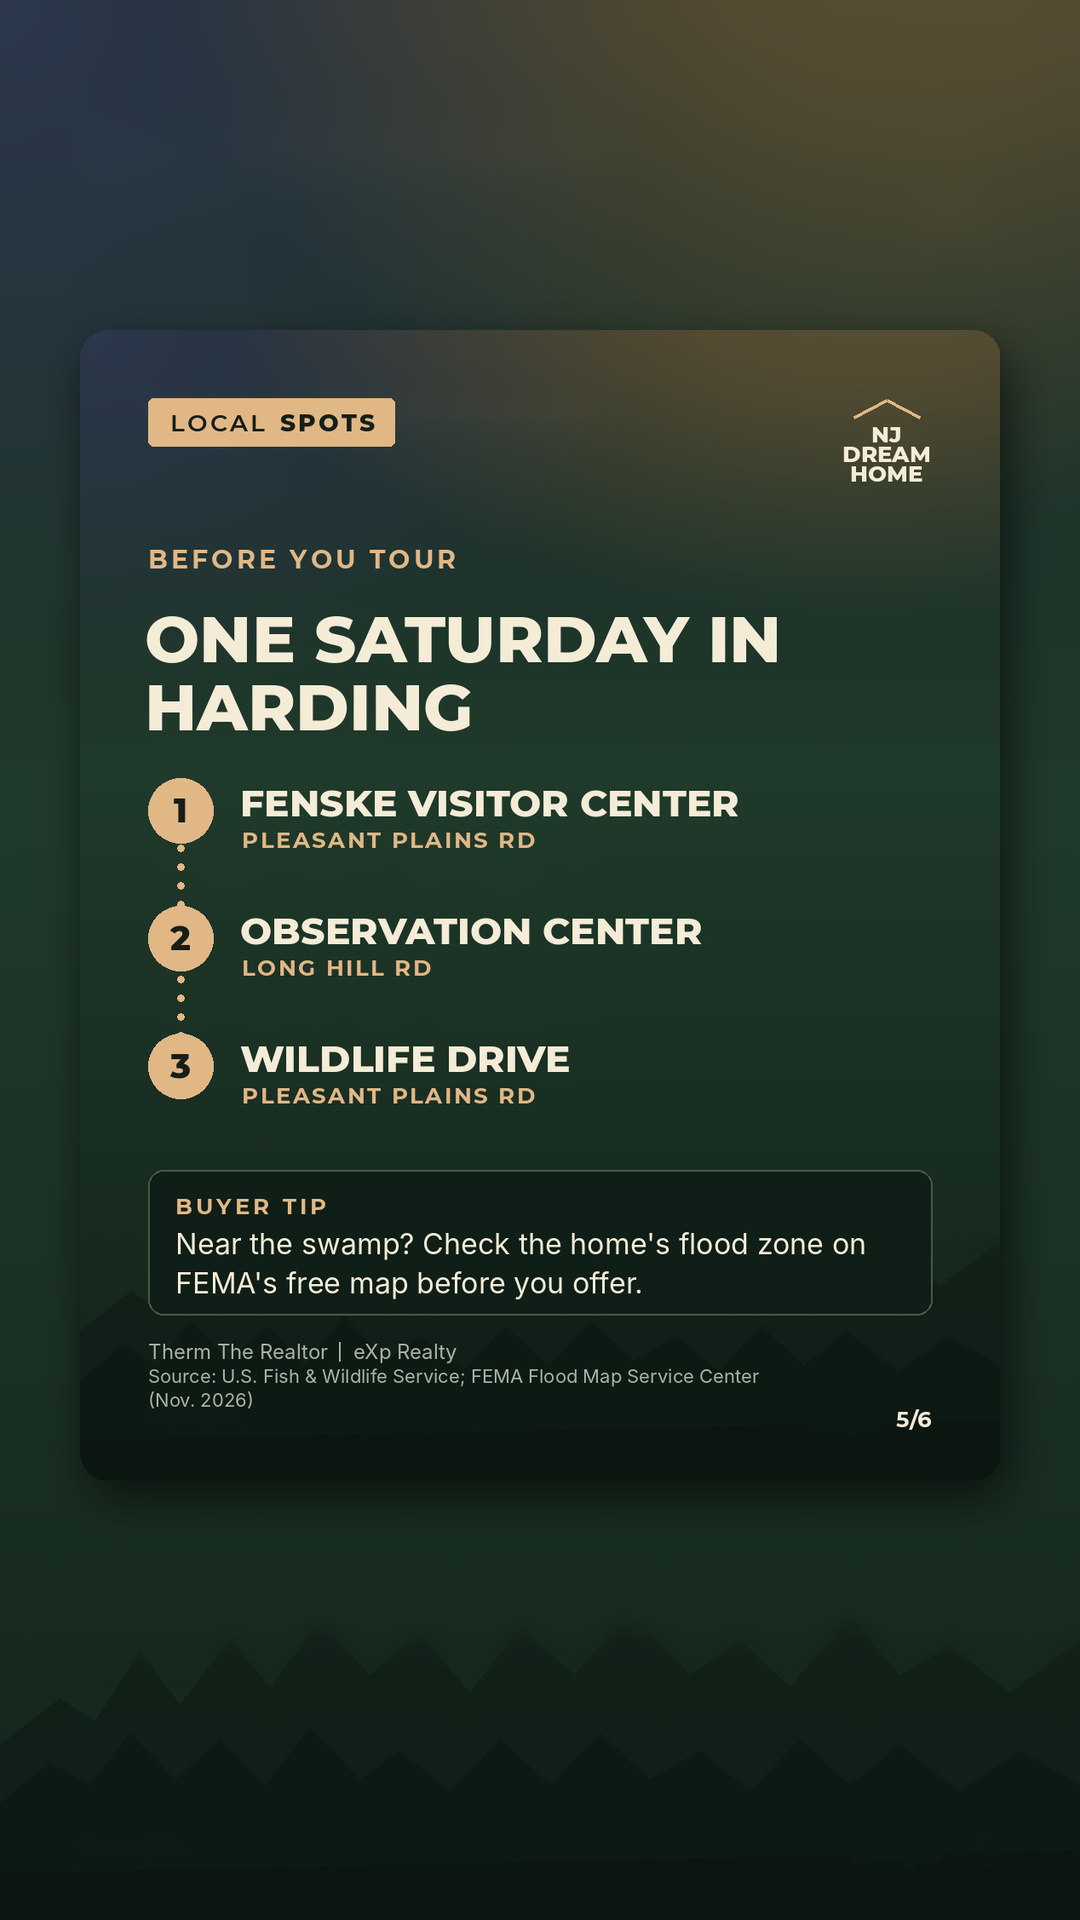 LOCAL SPOTS
NJ
DREAM
HOME
BEFORE YOU TOUR
ONE SATURDAY IN
HARDING
1
FENSKE VISITOR CENTER
PLEASANT PLAINS RD
2
OBSERVATION CENTER
LONG HILL RD
3
WILDLIFE DRIVE
PLEASANT PLAINS RD
BUYER TIP
Near the swamp? Check the home's flood zone on
FEMA's free map before you offer.
Therm The Realtor | eXp Realty
Source: U.S. Fish & Wildlife Service; FEMA Flood Map Service Center
(Nov. 2026)
5/6